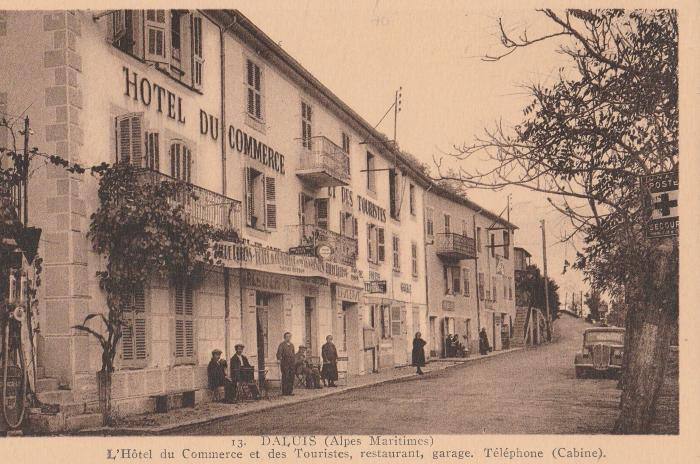 HOTEL DU COMMERCE
DES TOURISTES
POSTE
SECOURS
13. DALUIS (Alpes Maritimes)
L'Hôtel du Commerce et des Touristes, restaurant, garage. Téléphone (Cabine).